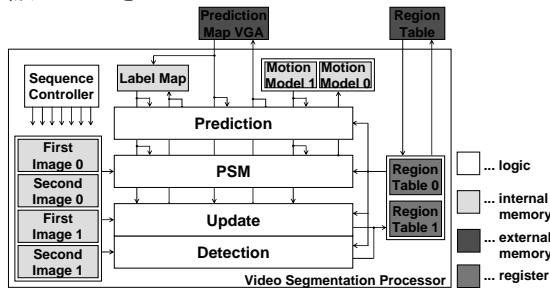 Prediction
Map VGA
Region
Table
Sequence
Controller
Label Map
Motion
Model 1
Motion
Model 0
Prediction
First
Image 0
Second
Image 0
First
Image 1
Second
Image 1
PSM
Update
Detection
Region
Table 0
Region
Table 1
... logic
... internal
memory
... external
memory
... register
Video Segmentation Processor